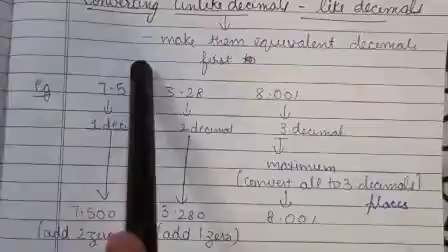 Converting unlike decimals - like decimals
- make them equivalent decimals
first to
Eg 7.5 3.28 8.001
1 deci 2 decimal 3 decimal
maximum
(convert all to 3 decimals)
places
7.500 3.280 8.001
(add 2 zero (add 1 zero)